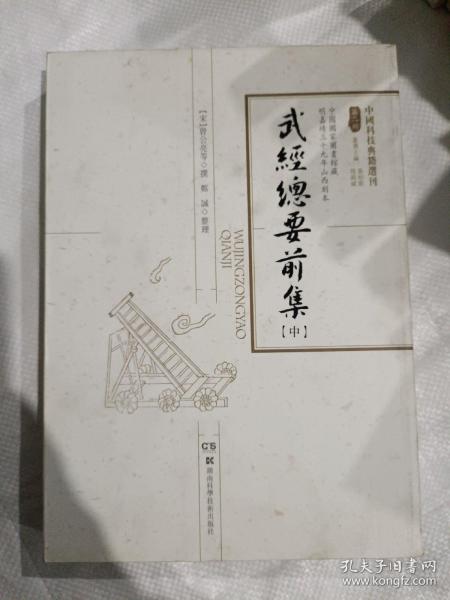 中國科技典籍選刊
中國國家圖書館藏
明嘉靖三十九年山西刻本
武經總要前集
【中】
【宋】曾公亮等◇撰 鄭誠◇整理
WUJINGZONGYAO
QIANJI
湖南科學技術出版社
孔夫子旧书网
www.kongfz.com